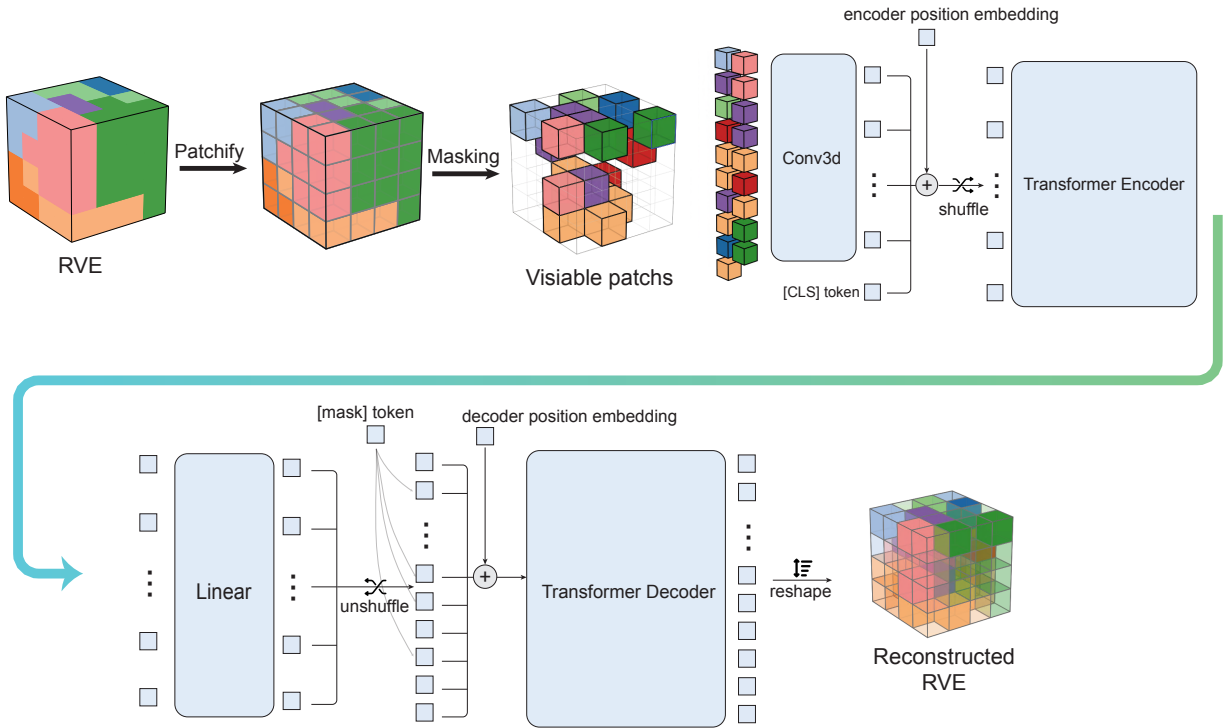 encoder position embedding
Patchify
Masking
Conv3d
Transformer Encoder
shuffle
RVE
Visiable patchs
[CLS] token
[mask] token
decoder position embedding
Linear
unshuffle
Transformer Decoder
reshape
Reconstructed
RVE